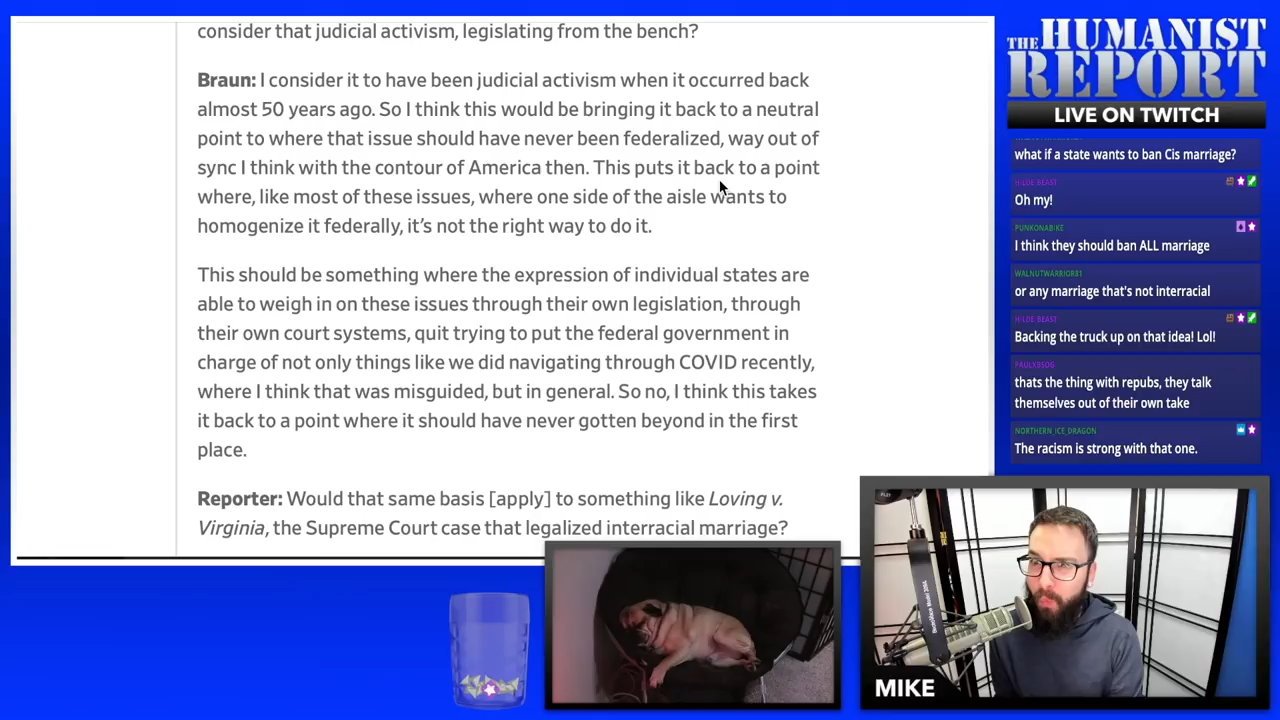 consider that judicial activism, legislating from the bench?
Braun: I consider it to have been judicial activism when it occurred back
almost 50 years ago. So I think this would be bringing it back to a neutral
point to where that issue should have never been federalized, way out of
sync I think with the contour of America then. This puts it back to a point
where, like most of these issues, where one side of the aisle wants to
homogenize it federally, it’s not the right way to do it.
This should be something where the expression of individual states are
able to weigh in on these issues through their own legislation, through
their own court systems, quit trying to put the federal government in
charge of not only things like we did navigating through COVID recently,
where I think that was misguided, but in general. So no, I think this takes
it back to a point where it should have never gotten beyond in the first
place.
Reporter: Would that same basis [apply] to something like Loving v.
Virginia, the Supreme Court case that legalized interracial marriage?
THE HUMANIST
REPORT
LIVE ON TWITCH
what if a state wants to ban Cis marriage?
HILDE BEAST
Oh my!
PUNKONABIKE
I think they should ban ALL marriage
WALNUTWARRIOR81
or any marriage that's not interracial
HILDE BEAST
Backing the truck up on that idea! Lol!
thats the thing with repubs, they talk
themselves out of their own take
NORTHERN_ICE_DRAGON
The racism is strong with that one.
MIKE